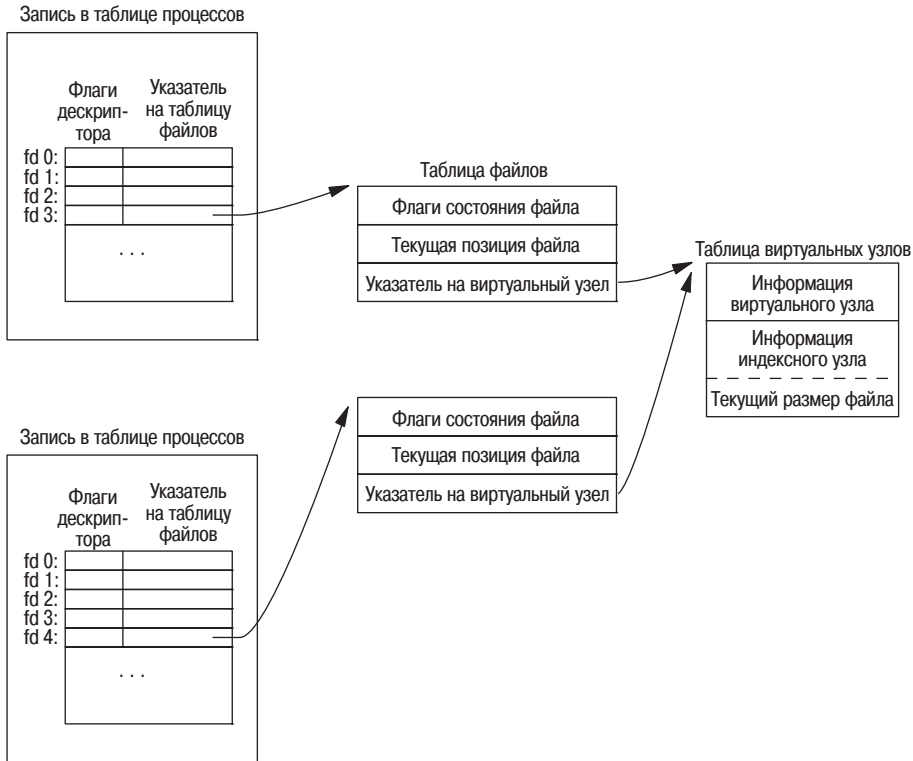 Запись в таблице процессов
Флаги
дескрип-
тора
Указатель
на таблицу
файлов
fd 0:
fd 1:
fd 2:
fd 3:
. . .
Таблица файлов
Флаги состояния файла
Текущая позиция файла
Указатель на виртуальный узел
Таблица виртуальных узлов
Информация
виртуального узла
Информация
индексного узла
Текущий размер файла
Флаги состояния файла
Текущая позиция файла
Указатель на виртуальный узел
Запись в таблице процессов
Флаги
дескрип-
тора
Указатель
на таблицу
файлов
fd 0:
fd 1:
fd 2:
fd 3:
fd 4:
. . .